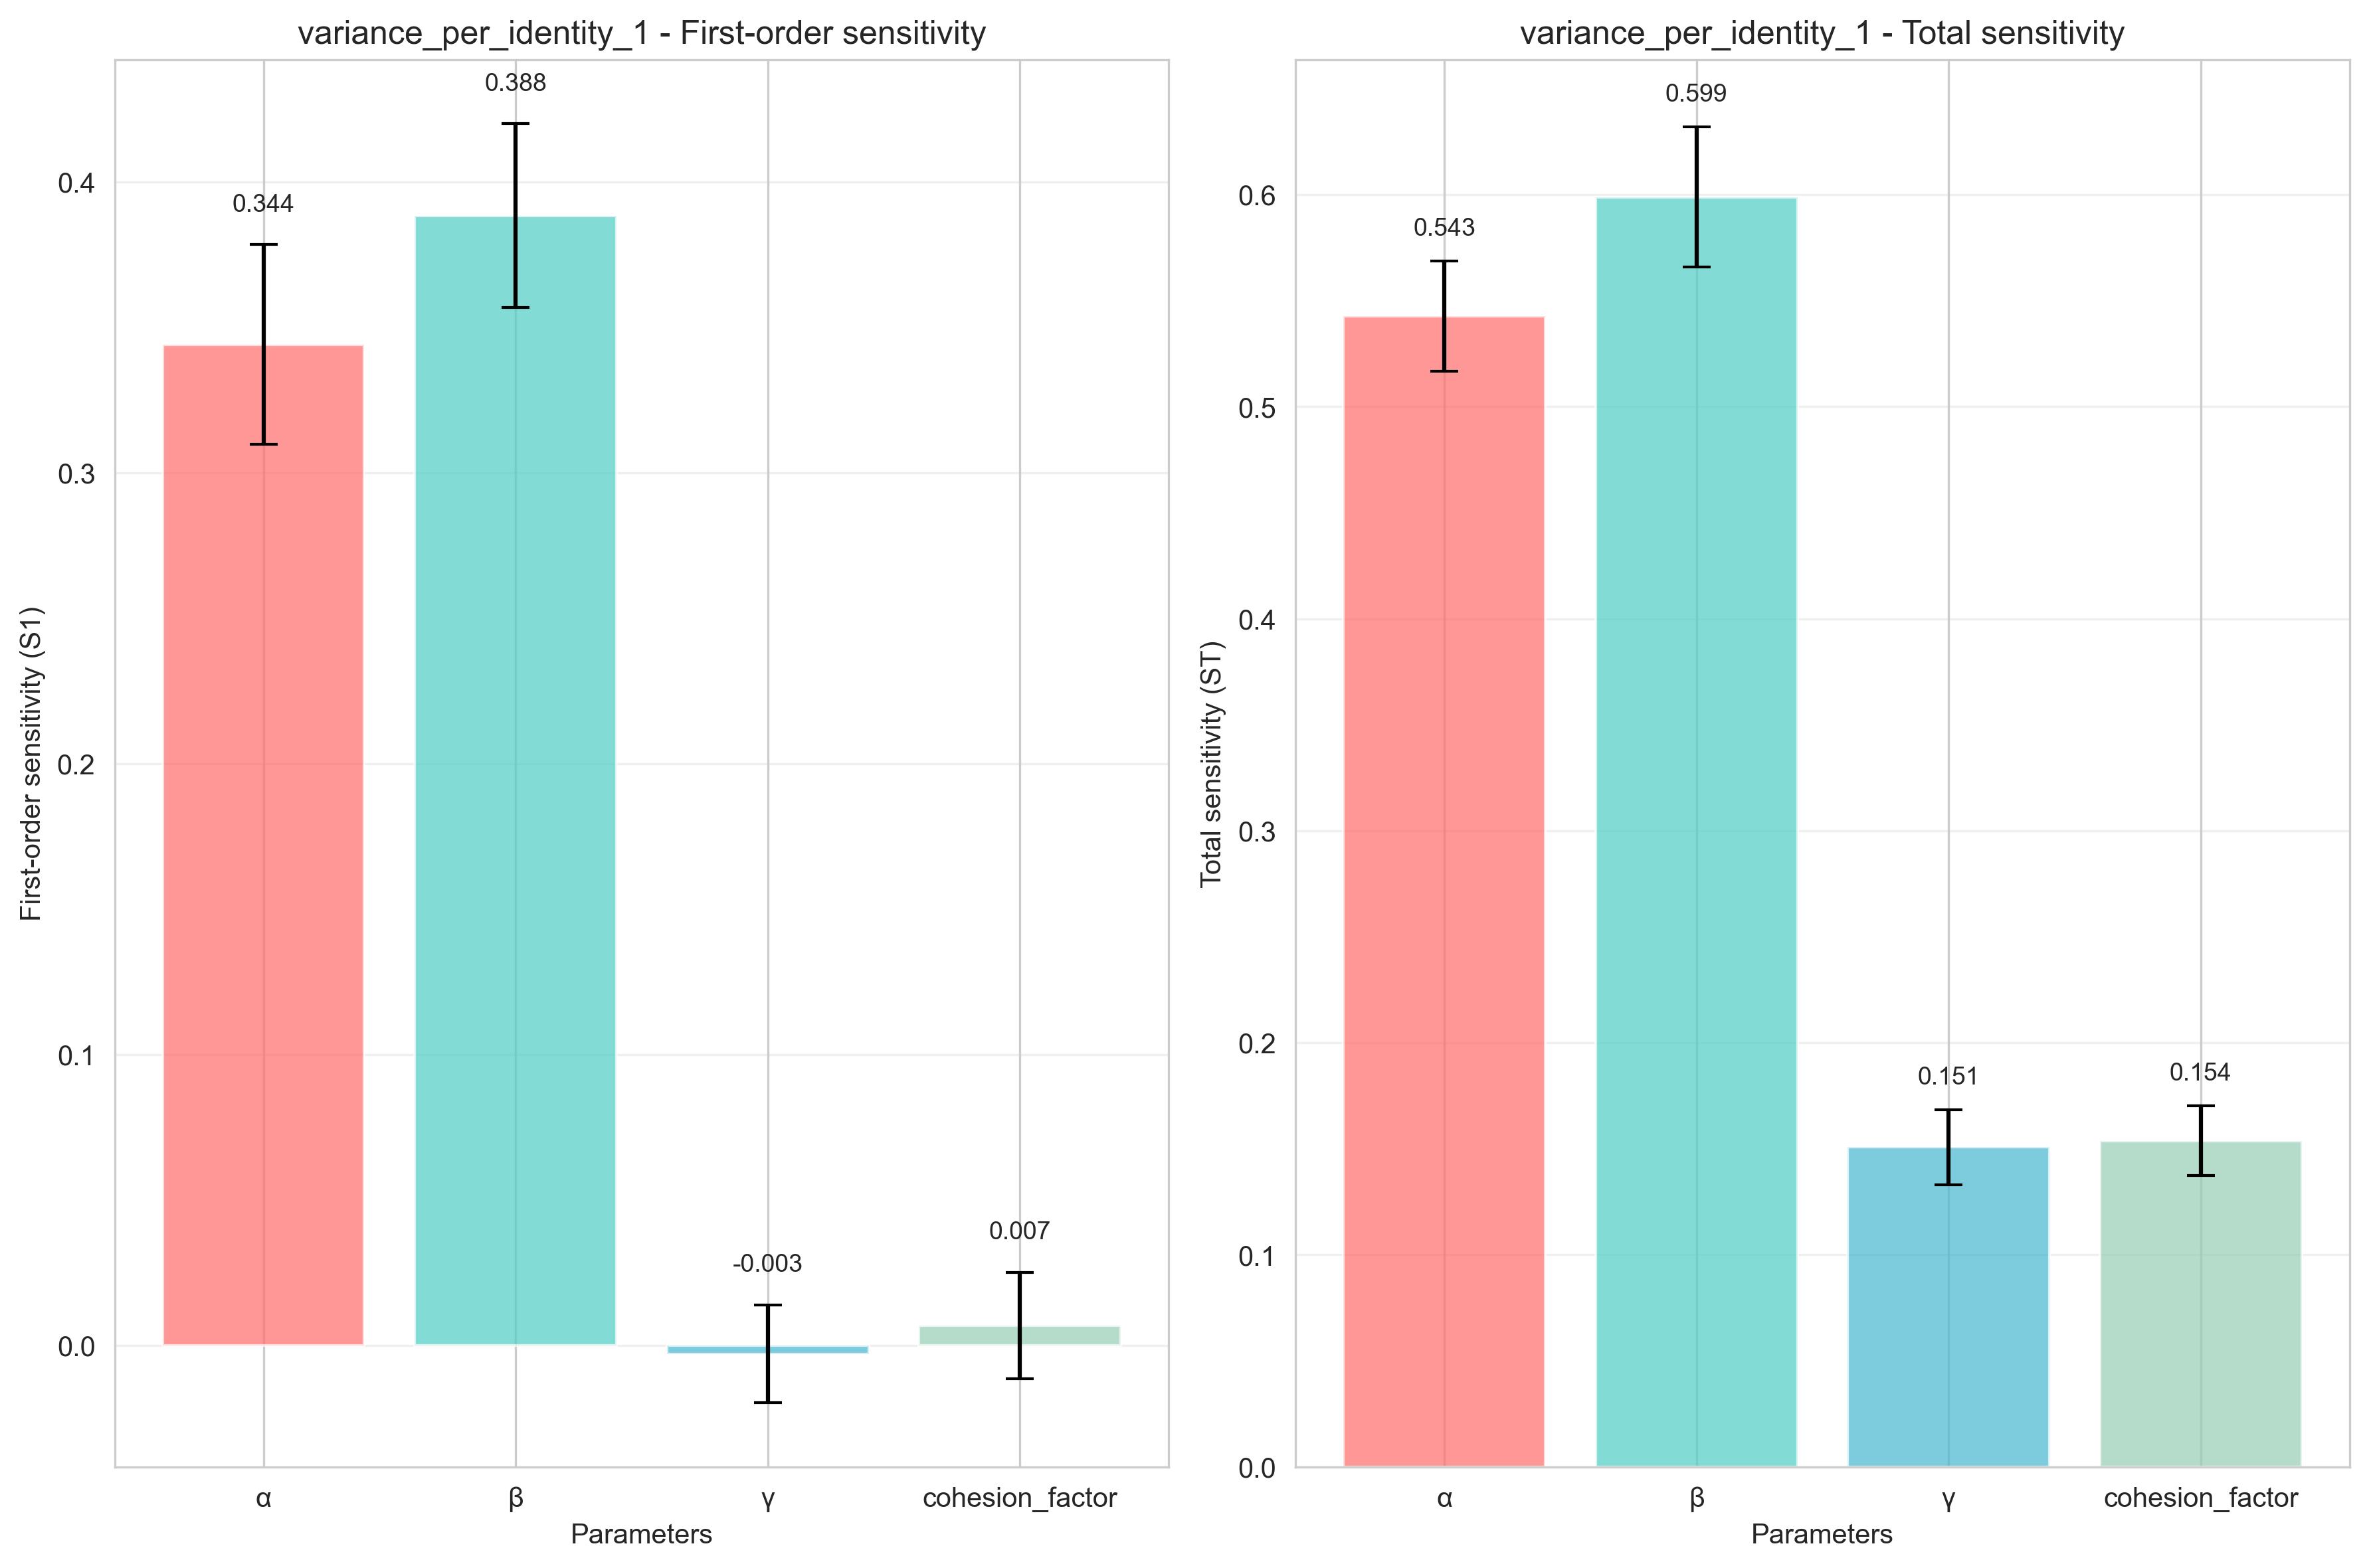 variance_per_identity_1 - First-order sensitivity
0.388
0.344
0.4
0.3
0.2
0.1
0.0
-0.003
0.007
First-order sensitivity (S1)
α
β
γ
cohesion_factor
Parameters
variance_per_identity_1 - Total sensitivity
0.599
0.543
0.6
0.5
0.4
0.3
0.2
0.1
0.0
0.151
0.154
Total sensitivity (ST)
α
β
γ
cohesion_factor
Parameters